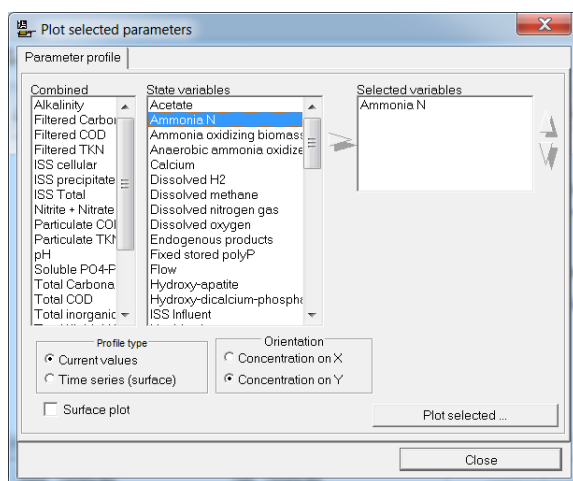 Plot selected parameters
Parameter profile
Combined
Alkalinity
Filtered Carbo
Filtered COD
Filtered TKN
ISS cellular
ISS precipitate
ISS Total
Nitrite + Nitrate
Particulate CO
Particulate TK
pH
Soluble PO4-P
Total Carbona
Total COD
Total inorganic
State variables
Acetate
Ammonia N
Ammonia oxidizing biomas
Anaerobic ammonia oxidize
Calcium
Dissolved H2
Dissolved methane
Dissolved nitrogen gas
Dissolved oxygen
Endogenous products
Fixed stored polyP
Flow
Hydroxy-apatite
Hydroxy-dicalcium-phosph
ISS Influent
Selected variables
Ammonia N
Profile type
Current values
Time series (surface)
Orientation
Concentration on X
Concentration on Y
Surface plot
Plot selected ...
Close